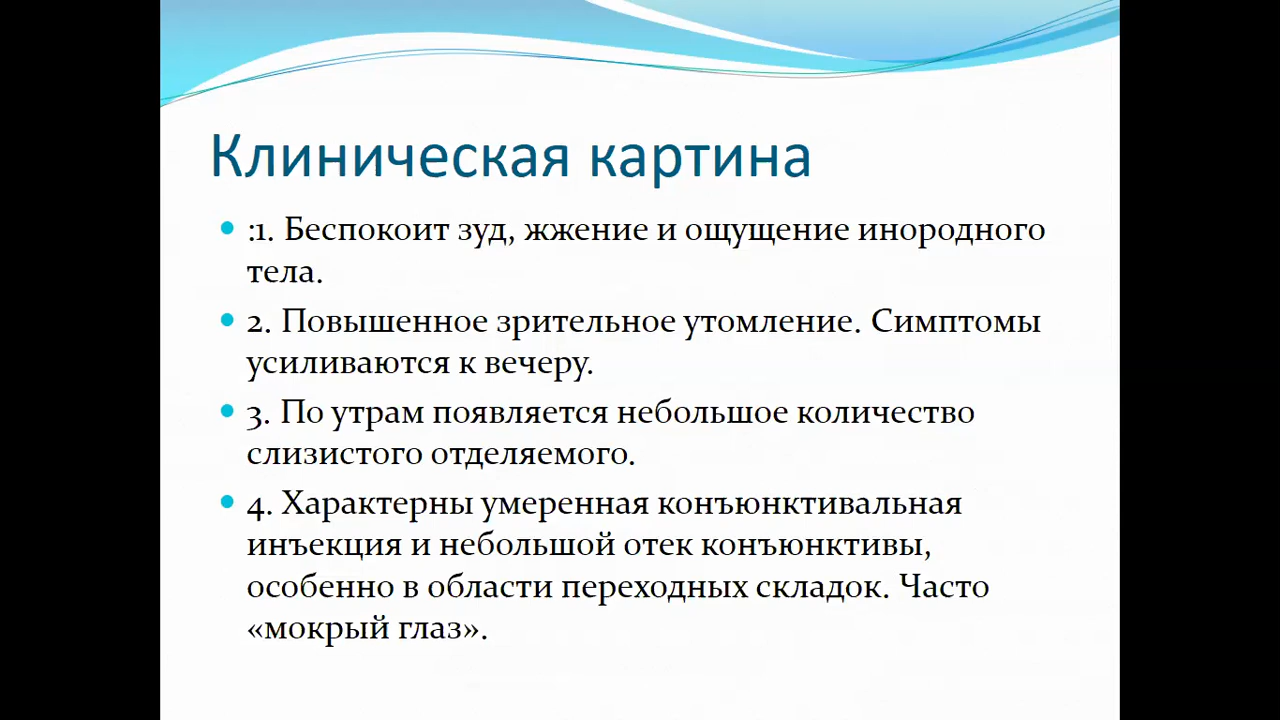 Клиническая картина
:1. Беспокоит зуд, жжение и ощущение инородного
тела.
2. Повышенное зрительное утомление. Симптомы
усиливаются к вечеру.
3. По утрам появляется небольшое количество
слизистого отделяемого.
4. Характерны умеренная конъюнктивальная
инъекция и небольшой отек конъюнктивы,
особенно в области переходных складок. Часто
«мокрый глаз».